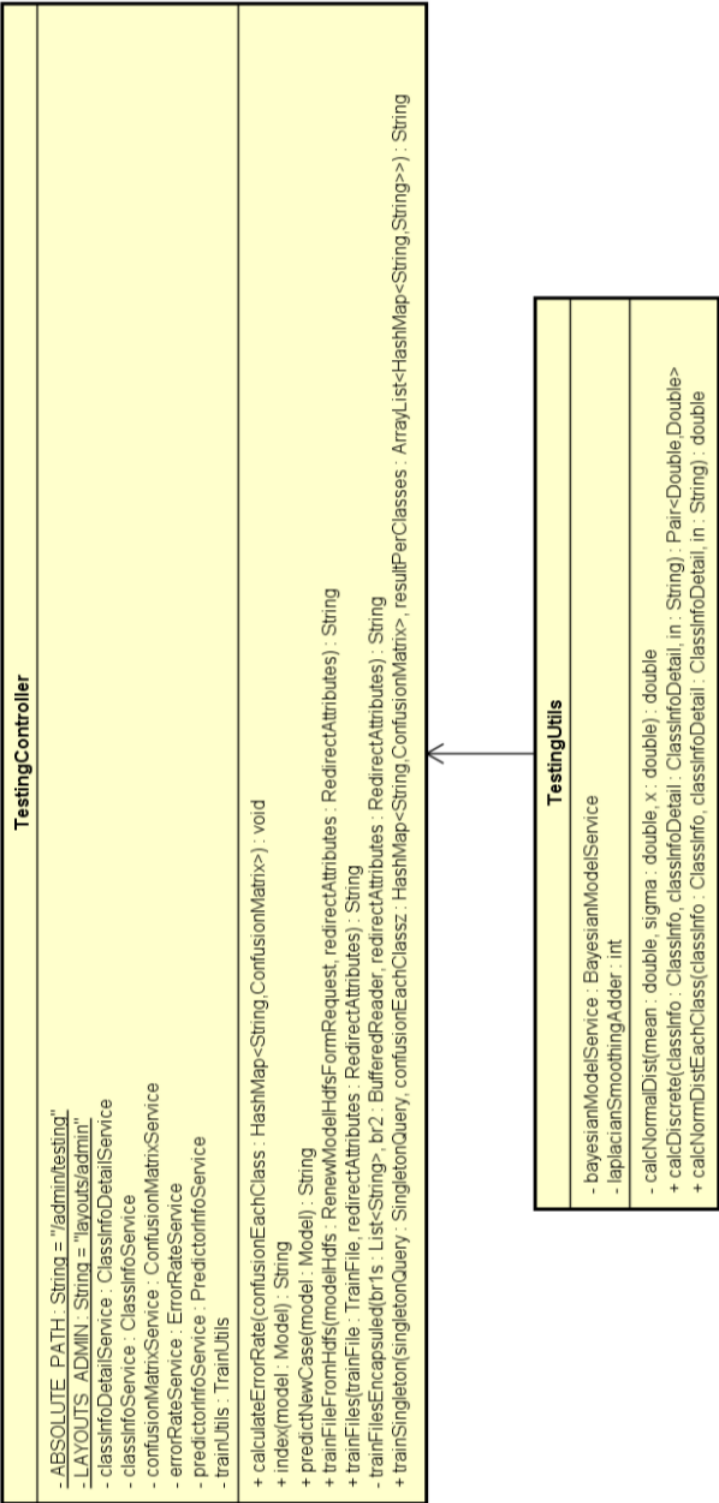 TestingController
- ABSOLUTE_PATH : String = "/admin/testing"
- LAYOUTS_ADMIN : String = "layouts/admin"
- classInfoDetailService : ClassInfoDetailService
- classInfoService : ClassInfoService
- confusionMatrixService : ConfusionMatrixService
- errorRateService : ErrorRateService
- predictorInfoService : PredictorInfoService
- trainUtils : TrainUtils
+ calculateErrorRate(confusionEachClass : HashMap<String,ConfusionMatrix>) : void
+ index(model : Model) : String
+ predictNewCase(model : Model) : String
+ trainFileFromHdfs(modelHdfs : RenewModelHdfsFormRequest, redirectAttributes : RedirectAttributes) : String
+ trainFiles(trainFile : TrainFile, redirectAttributes : RedirectAttributes) : String
- trainFilesEncapsuled(br1s : List<String>, br2 : BufferedReader, redirectAttributes : RedirectAttributes) : String
+ trainSingleton(singletonQuery : SingletonQuery, confusionEachClassz : HashMap<String,ConfusionMatrix>, resultPerClasses : ArrayList<HashMap<String,String>>) : String
TestingUtils
- bayesianModelService : BayesianModelService
- laplacianSmoothingAdder : int
- calcNormalDist(mean : double, sigma : double, x : double) : double
+ calcDiscrete(classInfo : ClassInfo, classInfoDetail : ClassInfoDetail, in : String) : Pair<Double,Double>
+ calcNormDistEachClass(classInfo : ClassInfo, classInfoDetail : ClassInfoDetail, in : String) : double